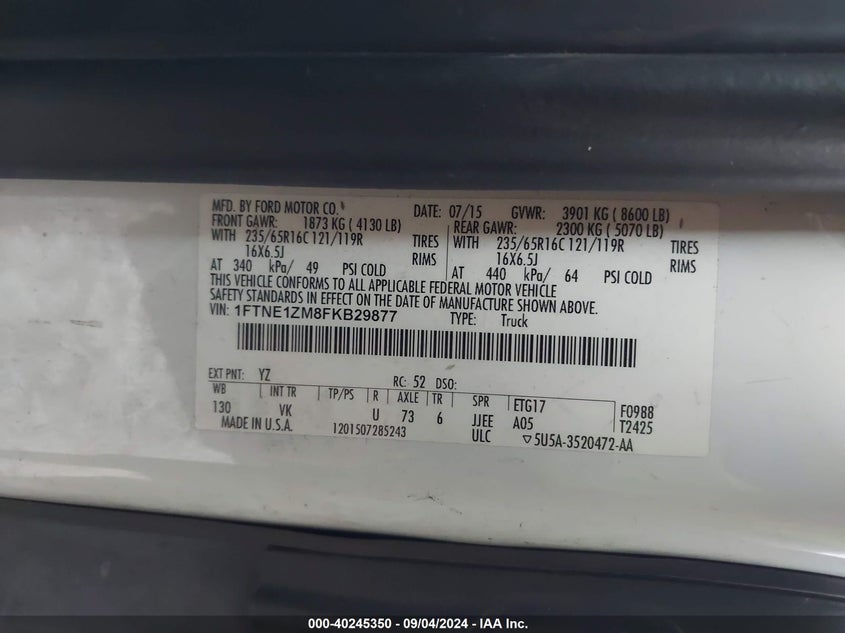 MFD. BY FORD MOTOR CO. DATE: 07/15 GVWR: 3901 KG ( 8600 LB)
FRONT GAWR: 1873 KG ( 4130 LB) REAR GAWR: 2300 KG ( 5070 LB)
WITH 235/65R16C 121/119R TIRES WITH 235/65R16C 121/119R TIRES
16X6.5J RIMS 16X6.5J RIMS
AT 340 kPa/ 49 PSI COLD AT 440 kPa/ 64 PSI COLD
THIS VEHICLE CONFORMS TO ALL APPLICABLE FEDERAL MOTOR VEHICLE
SAFETY STANDARDS IN EFFECT ON THE DATE OF MANUFACTURE SHOWN ABOVE.
VIN: 1FTNE1ZM8FKB29877 TYPE: Truck
EXT PNT: YZ RC: 52 DSO:
WB INT TR TP/PS R AXLE TR SPR ETG17 F0988
130 VK U 73 6 JJEE A05 T2425
MADE IN U.S.A. 1201507285243 ULC ▽5U5A-3520472-AA
000-40245350 - 09/04/2024 - IAA Inc.